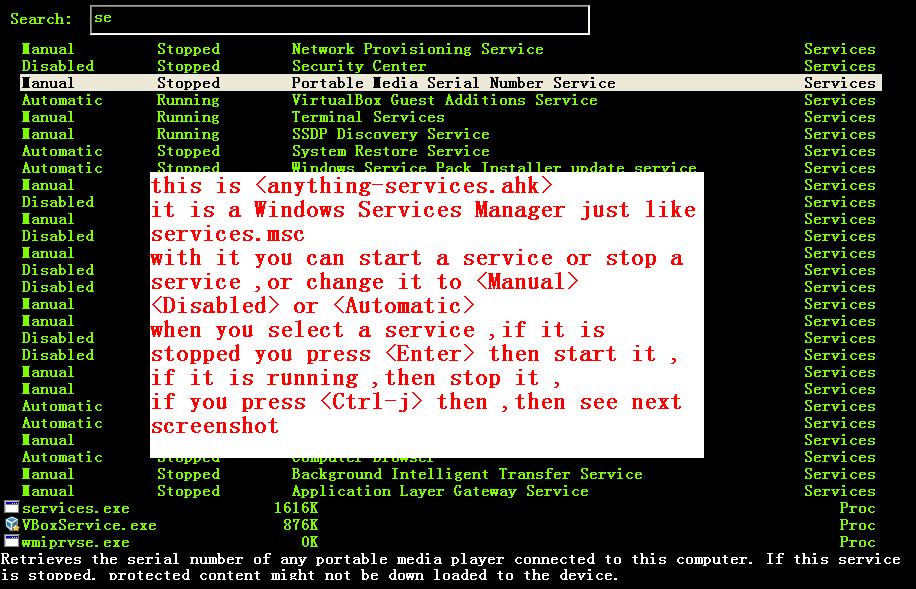 Search: se
Manual Stopped Network Provisioning Service Services
Disabled Stopped Security Center Services
Manual Stopped Portable Media Serial Number Service Services
Automatic Running VirtualBox Guest Additions Service Services
Manual Running Terminal Services Services
Manual Running SSDP Discovery Service Services
Automatic Stopped System Restore Service Services
Automatic Stopped Windows Service Pack Installer update service Services
Manual Services
Disabled Services
Manual Services
Disabled Services
Manual Services
Disabled Services
Disabled Services
Manual Services
Manual Services
Disabled Services
Disabled Services
Manual Services
Manual Services
Automatic Services
Automatic Services
Manual Services
Automatic Stopped Computer Browser Services
Manual Stopped Background Intelligent Transfer Service Services
Manual Stopped Application Layer Gateway Service Services
services.exe 1616K Proc
VBoxService.exe 876K Proc
wmiprvse.exe 0K Proc
this is <anything-services.ahk>
it is a Windows Services Manager just like
services.msc
with it you can start a service or stop a
service ,or change it to <Manual>
<Disabled> or <Automatic>
when you select a service ,if it is
stopped you press <Enter> then start it ,
if it is running ,then stop it ,
if you press <Ctrl-j> then ,then see next
screenshot
Retrieves the serial number of any portable media player connected to this computer. If this service
is stopped, protected content might not be down loaded to the device.